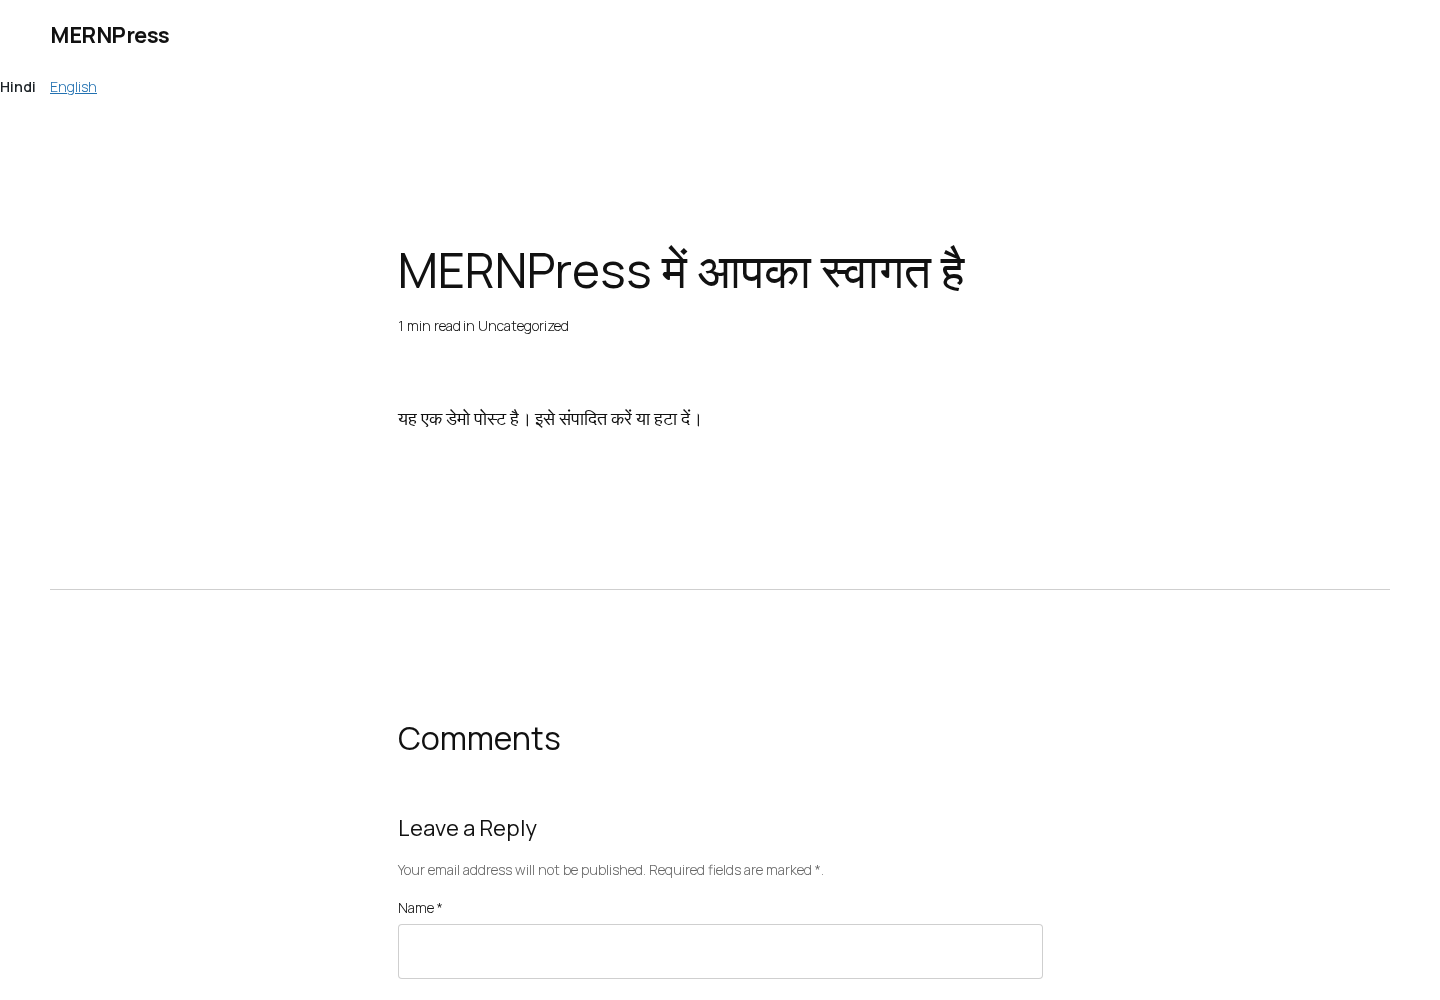 MERNPress
Hindi English
MERNPress में आपका स्वागत है
1 min read in Uncategorized
यह एक डेमो पोस्ट है। इसे संपादित करें या हटा दें।
Comments
Leave a Reply
Your email address will not be published. Required fields are marked *.
Name *